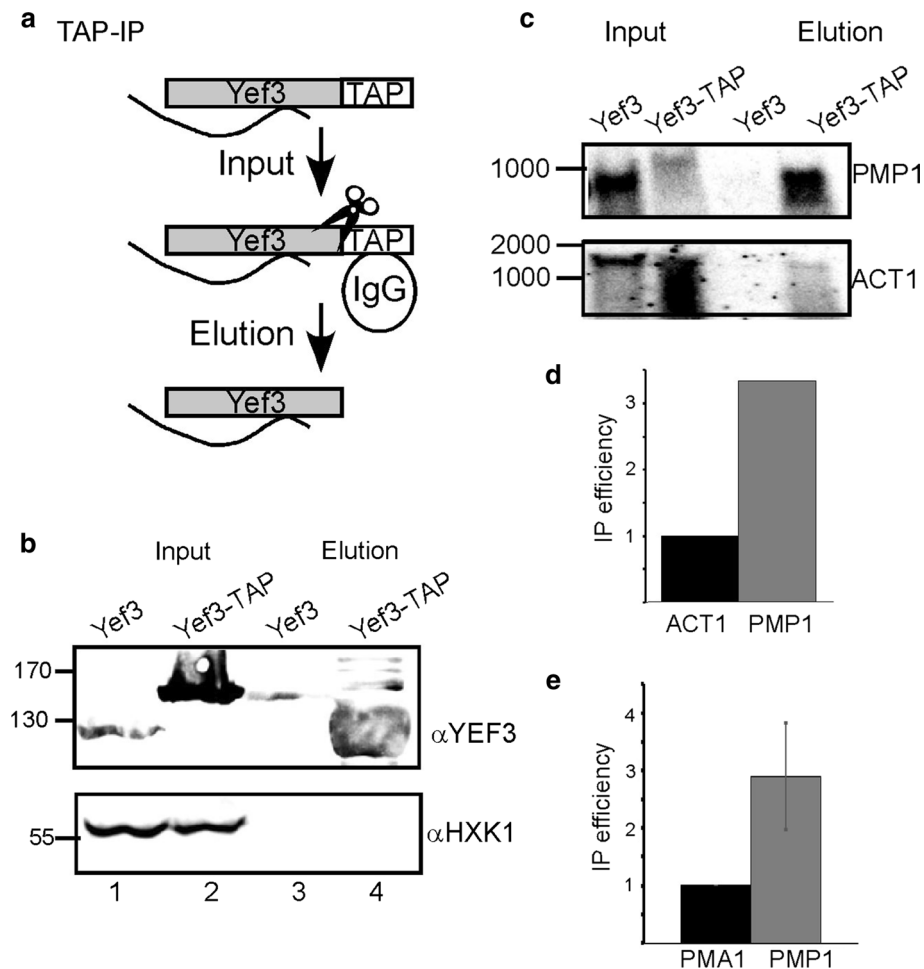 a
TAP-IP
Yef3 TAP
Input
Yef3 TAP
IgG
Elution
Yef3
b
Input Elution
Yef3 Yef3-TAP Yef3 Yef3-TAP
170
130
αYEF3
55
αHXK1
1 2 3 4
c
Input Elution
Yef3 Yef3-TAP Yef3 Yef3-TAP
1000
PMP1
2000
1000
ACT1
d
IP efficiency
3
2
1
ACT1 PMP1
e
IP efficiency
4
3
2
1
PMA1 PMP1